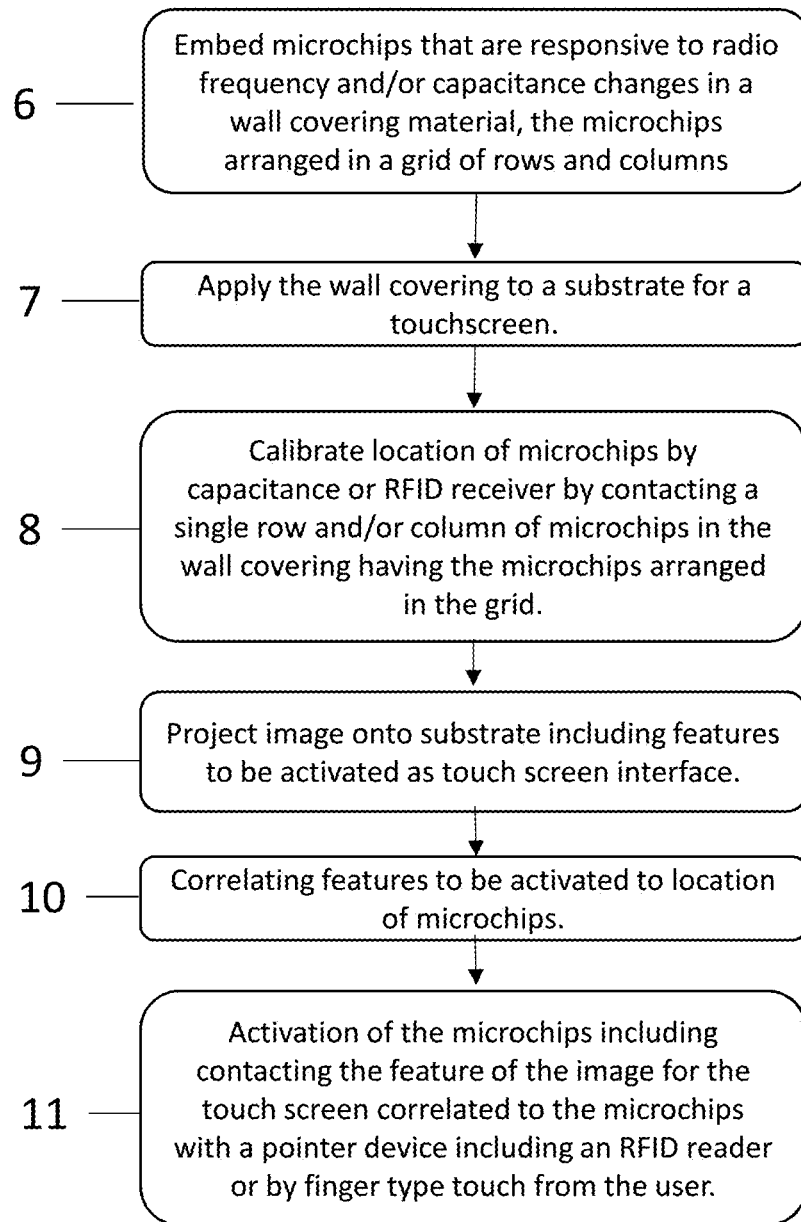 6
Embed microchips that are responsive to radio
frequency and/or capacitance changes in a
wall covering material, the microchips
arranged in a grid of rows and columns
7
Apply the wall covering to a substrate for a
touchscreen.
8
Calibrate location of microchips by
capacitance or RFID receiver by contacting a
single row and/or column of microchips in the
wall covering having the microchips arranged
in the grid.
9
Project image onto substrate including features
to be activated as touch screen interface.
10
Correlating features to be activated to location
of microchips.
11
Activation of the microchips including
contacting the feature of the image for the
touch screen correlated to the microchips
with a pointer device including an RFID reader
or by finger type touch from the user.